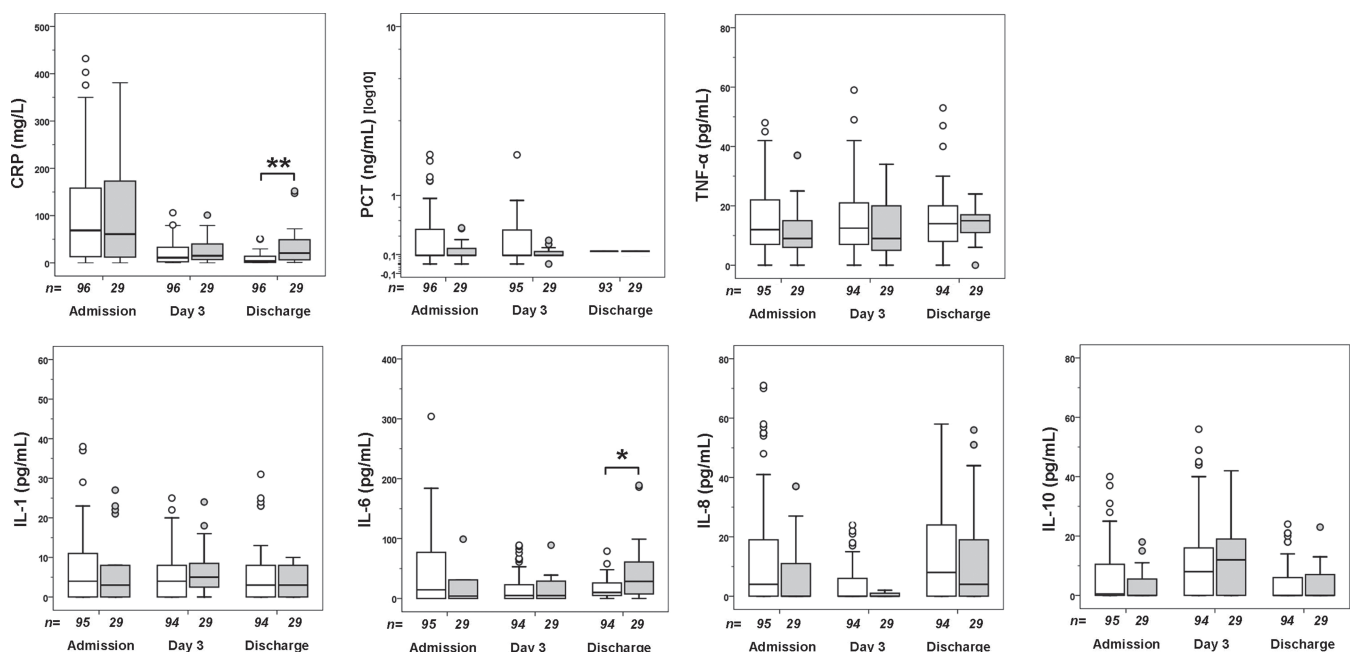 CRP (mg/L)
500
400
300
200
100
0
**
n= 96 29 96 29 96 29
Admission Day 3 Discharge
PCT (ng/mL) [log10]
10
1
0,1
-0,1
n= 96 29 95 29 93 29
Admission Day 3 Discharge
TNF-α (pg/mL)
80
60
40
20
0
n= 95 29 94 29 94 29
Admission Day 3 Discharge
IL-1 (pg/mL)
60
50
40
30
20
10
0
n= 95 29 94 29 94 29
Admission Day 3 Discharge
IL-6 (pg/mL)
400
300
200
100
0
*
n= 95 29 94 29 94 29
Admission Day 3 Discharge
IL-8 (pg/mL)
80
60
40
20
0
n= 95 29 94 29 94 29
Admission Day 3 Discharge
IL-10 (pg/mL)
80
60
40
20
0
n= 95 29 94 29 94 29
Admission Day 3 Discharge